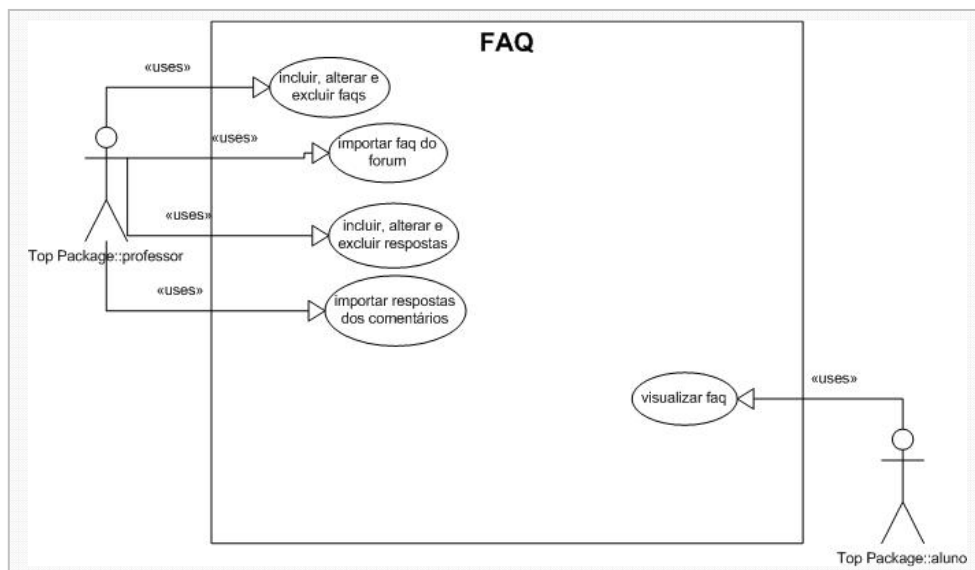 FAQ
«uses»
incluir, alterar e
excluir faqs
«uses»
importar faq do
forum
«uses»
incluir, alterar e
excluir respostas
Top Package::professor
«uses»
importar respostas
dos comentários
«uses»
visualizar faq
Top Package::aluno